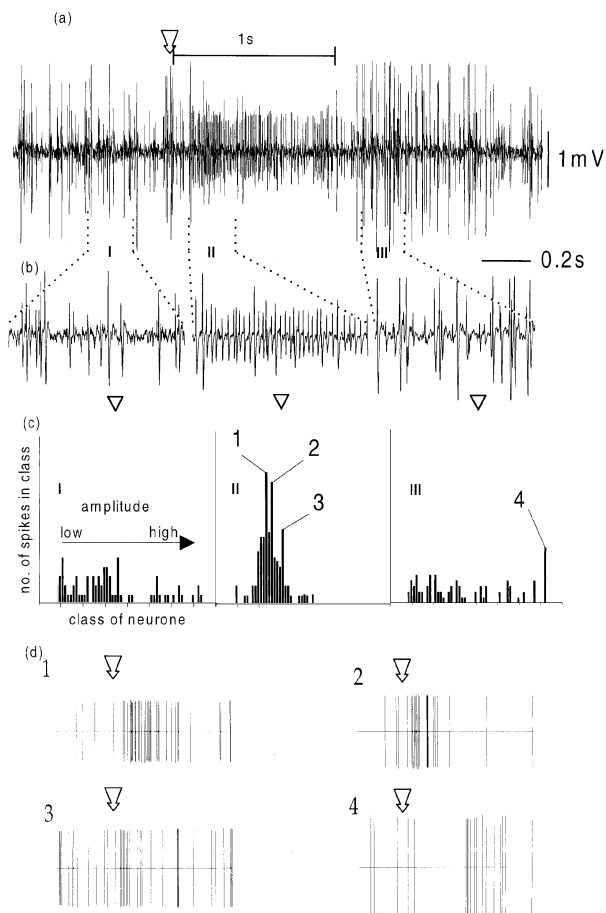 (a)
1s
1mV
I II III
0.2s
(b)
(c)
no. of spikes in class
I
amplitude
low high
class of neurone
1
2
3
II
III
4
(d)
1
2
3
4